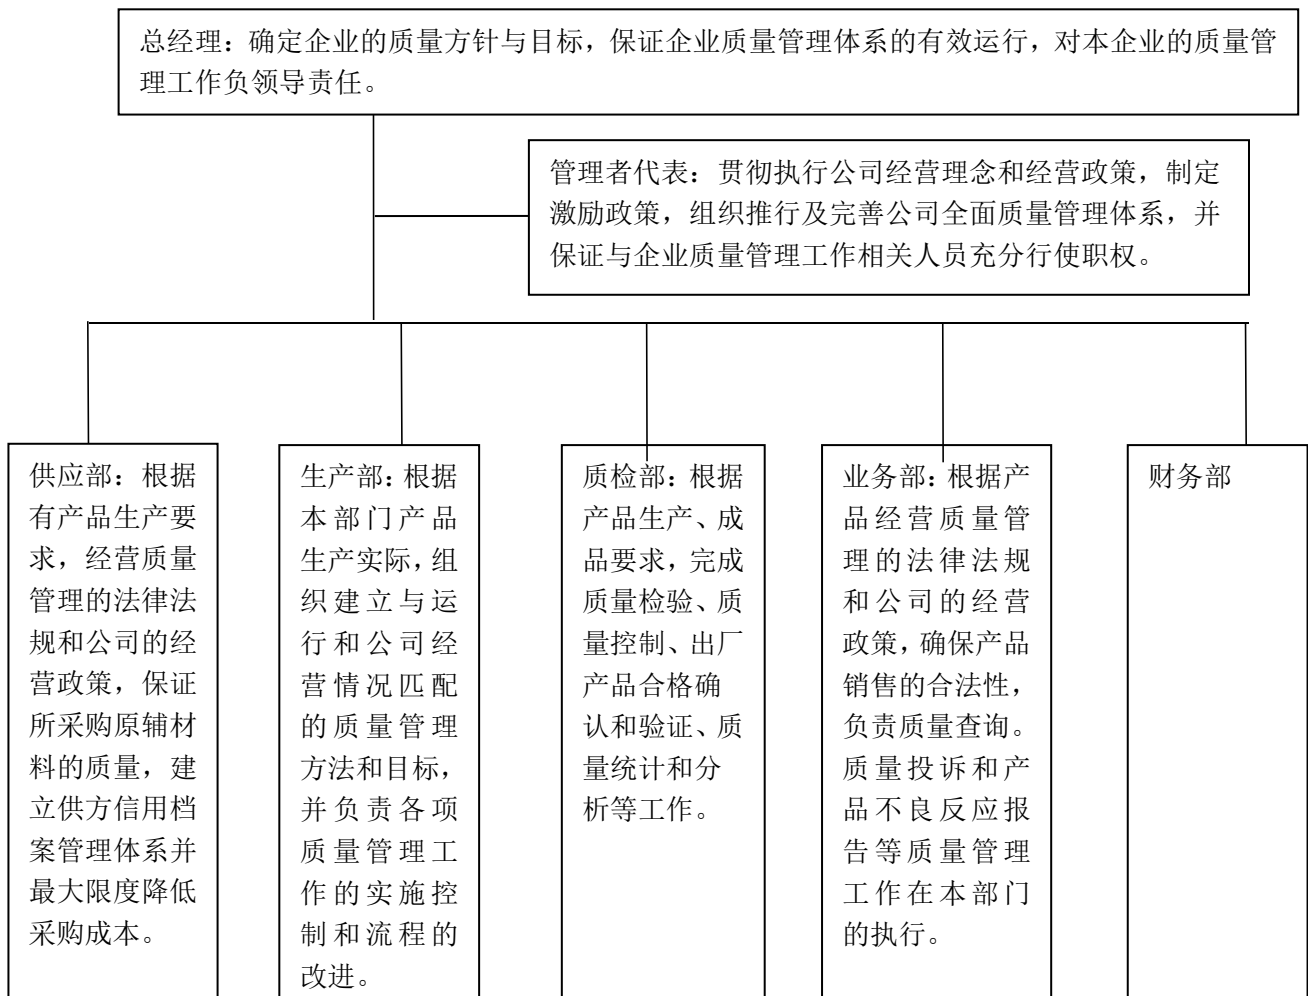 总经理：确定企业的质量方针与目标，保证企业质量管理体系的有效运行，对本企业的质量管
理工作负领导责任。
管理者代表：贯彻执行公司经营理念和经营政策，制定
激励政策，组织推行及完善公司全面质量管理体系，并
保证与企业质量管理工作相关人员充分行使职权。
供应部：根据
有产品生产要
求，经营质量
管理的法律法
规和公司的经
营政策，保证
所采购原辅材
料的质量，建
立供方信用档
案管理体系并
最大限度降低
采购成本。
生产部：根据
本部门产品
生产实际，组
织建立与运
行和公司经
营情况匹配
的质量管理
方法和目标，
并负责各项
质量管理工
作的实施控
制和流程的
改进。
质检部：根据
产品生产、成
品要求，完成
质量检验、质
量控制、出厂
产品合格确
认和验证、质
量统计和分
析等工作。
业务部：根据产
品经营质量管
理的法律法规
和公司的经营
政策，确保产品
销售的合法性，
负责质量查询。
质量投诉和产
品不良反应报
告等质量管理
工作在本部门
的执行。
财务部